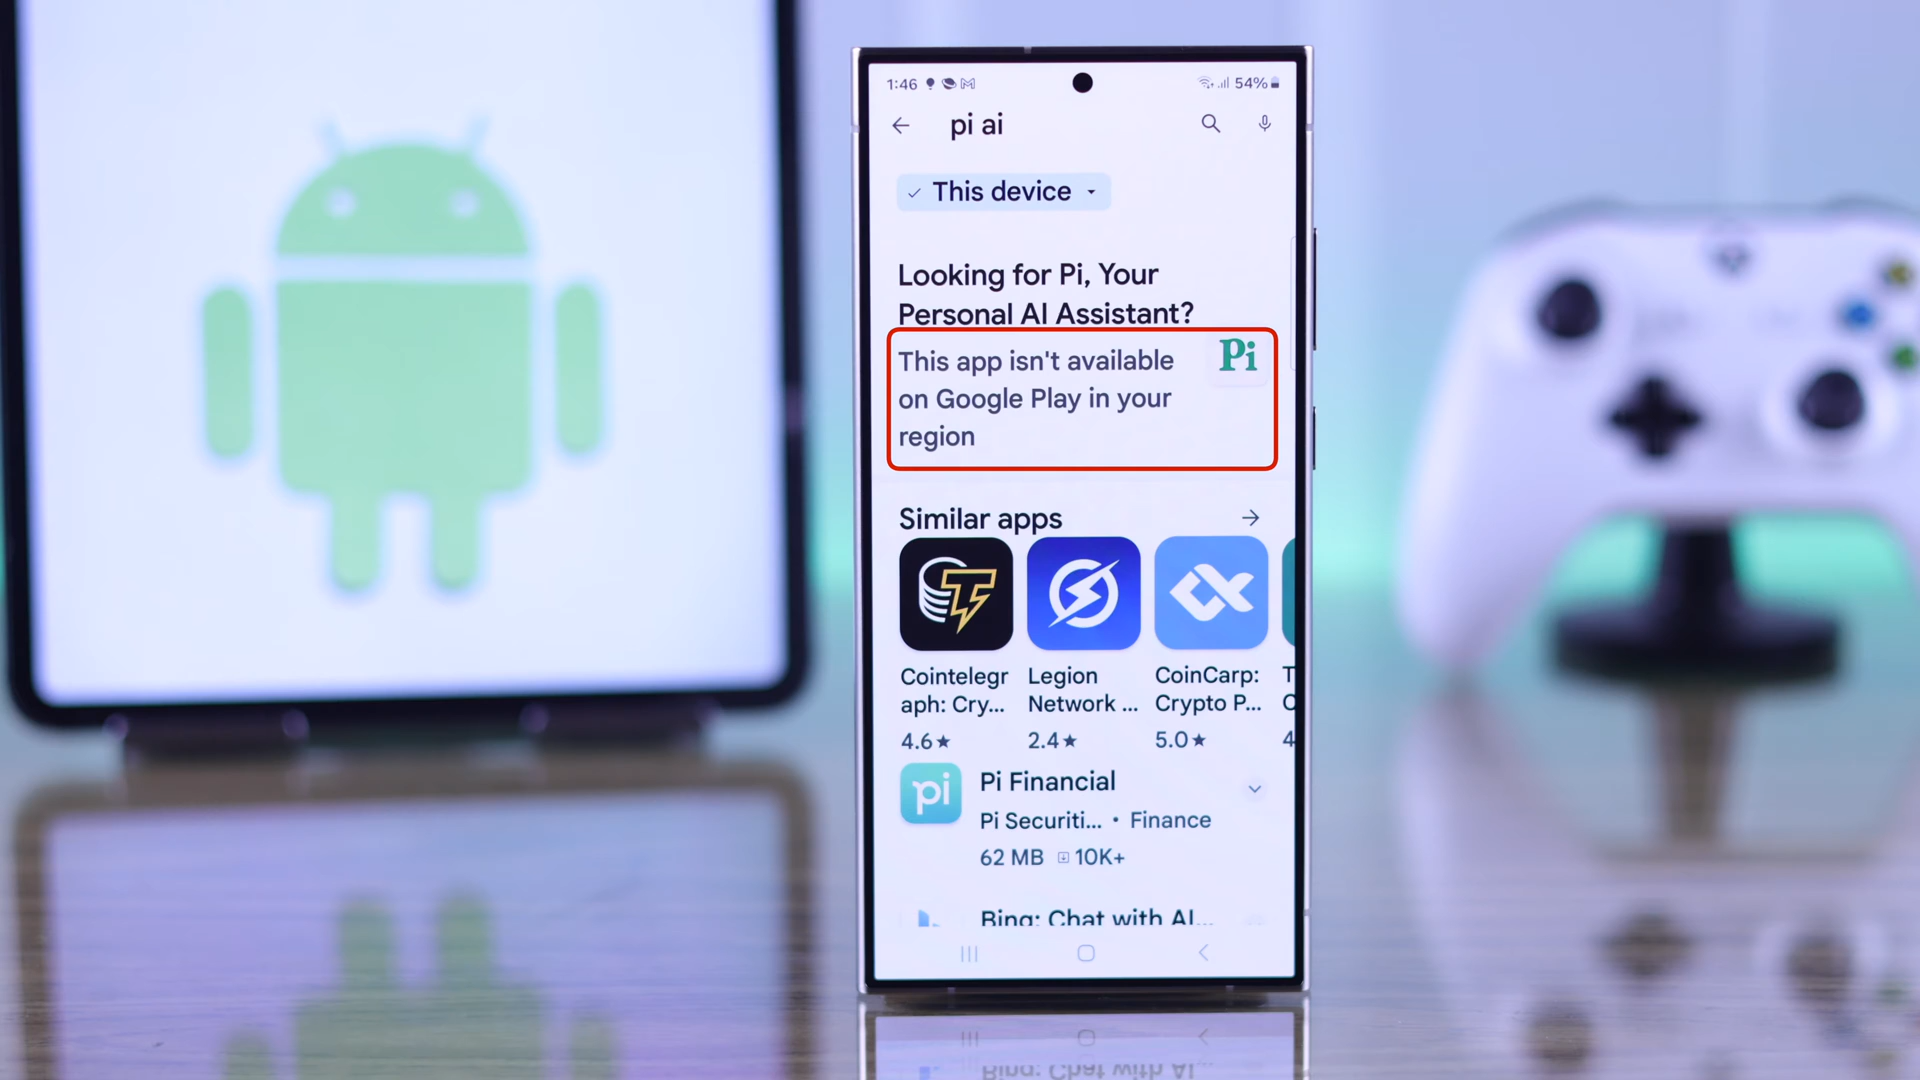 1:46
54%
pi ai
This device
Looking for Pi, Your
Personal AI Assistant?
This app isn't available
on Google Play in your
region
Pi
Similar apps
Cointelegr
aph: Cry...
4.6★
Legion
Network ...
2.4★
CoinCarp:
Crypto P...
5.0★
T
C
4
pi
Pi Financial
Pi Securiti... • Finance
62 MB 10K+
Bing: Chat with AI...